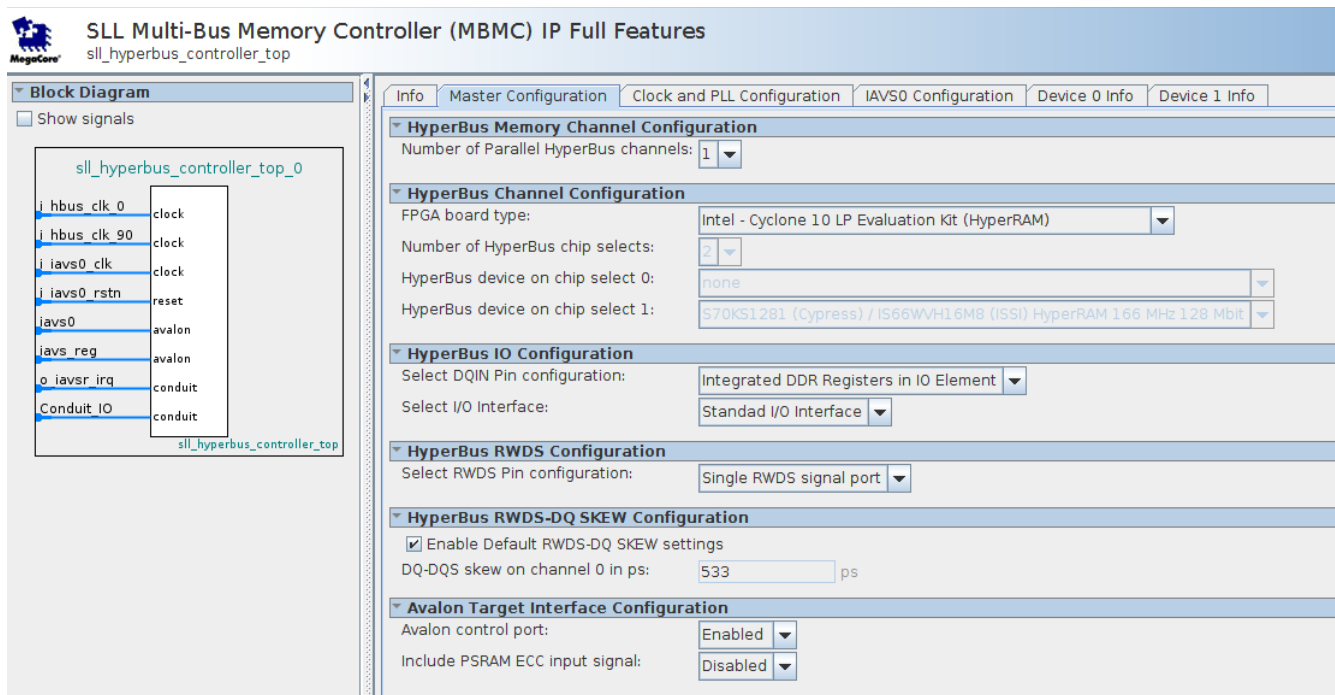 MegaCore®
SLL Multi-Bus Memory Controller (MBMC) IP Full Features
sll_hyperbus_controller_top
Block Diagram
Show signals
sll_hyperbus_controller_top_0
i_hbus_clk_0
clock
i_hbus_clk_90
clock
i_iavs0_clk
clock
i_iavs0_rstn
reset
iavs0
avalon
iavs_reg
avalon
o_iavsr_irq
conduit
Conduit_IO
conduit
sll_hyperbus_controller_top
Info Master Configuration Clock and PLL Configuration IAVS0 Configuration Device 0 Info Device 1 Info
HyperBus Memory Channel Configuration
Number of Parallel HyperBus channels: 1
HyperBus Channel Configuration
FPGA board type: Intel - Cyclone 10 LP Evaluation Kit (HyperRAM)
Number of HyperBus chip selects: 2
HyperBus device on chip select 0: none
HyperBus device on chip select 1: S70KS1281 (Cypress) / IS66WVH16M8 (ISSI) HyperRAM 166 MHz 128 Mbit
HyperBus IO Configuration
Select DQIN Pin configuration: Integrated DDR Registers in IO Element
Select I/O Interface: Standad I/O Interface
HyperBus RWDS Configuration
Select RWDS Pin configuration: Single RWDS signal port
HyperBus RWDS-DQ SKEW Configuration
Enable Default RWDS-DQ SKEW settings
DQ-DQS skew on channel 0 in ps: 533 ps
Avalon Target Interface Configuration
Avalon control port: Enabled
Include PSRAM ECC input signal: Disabled